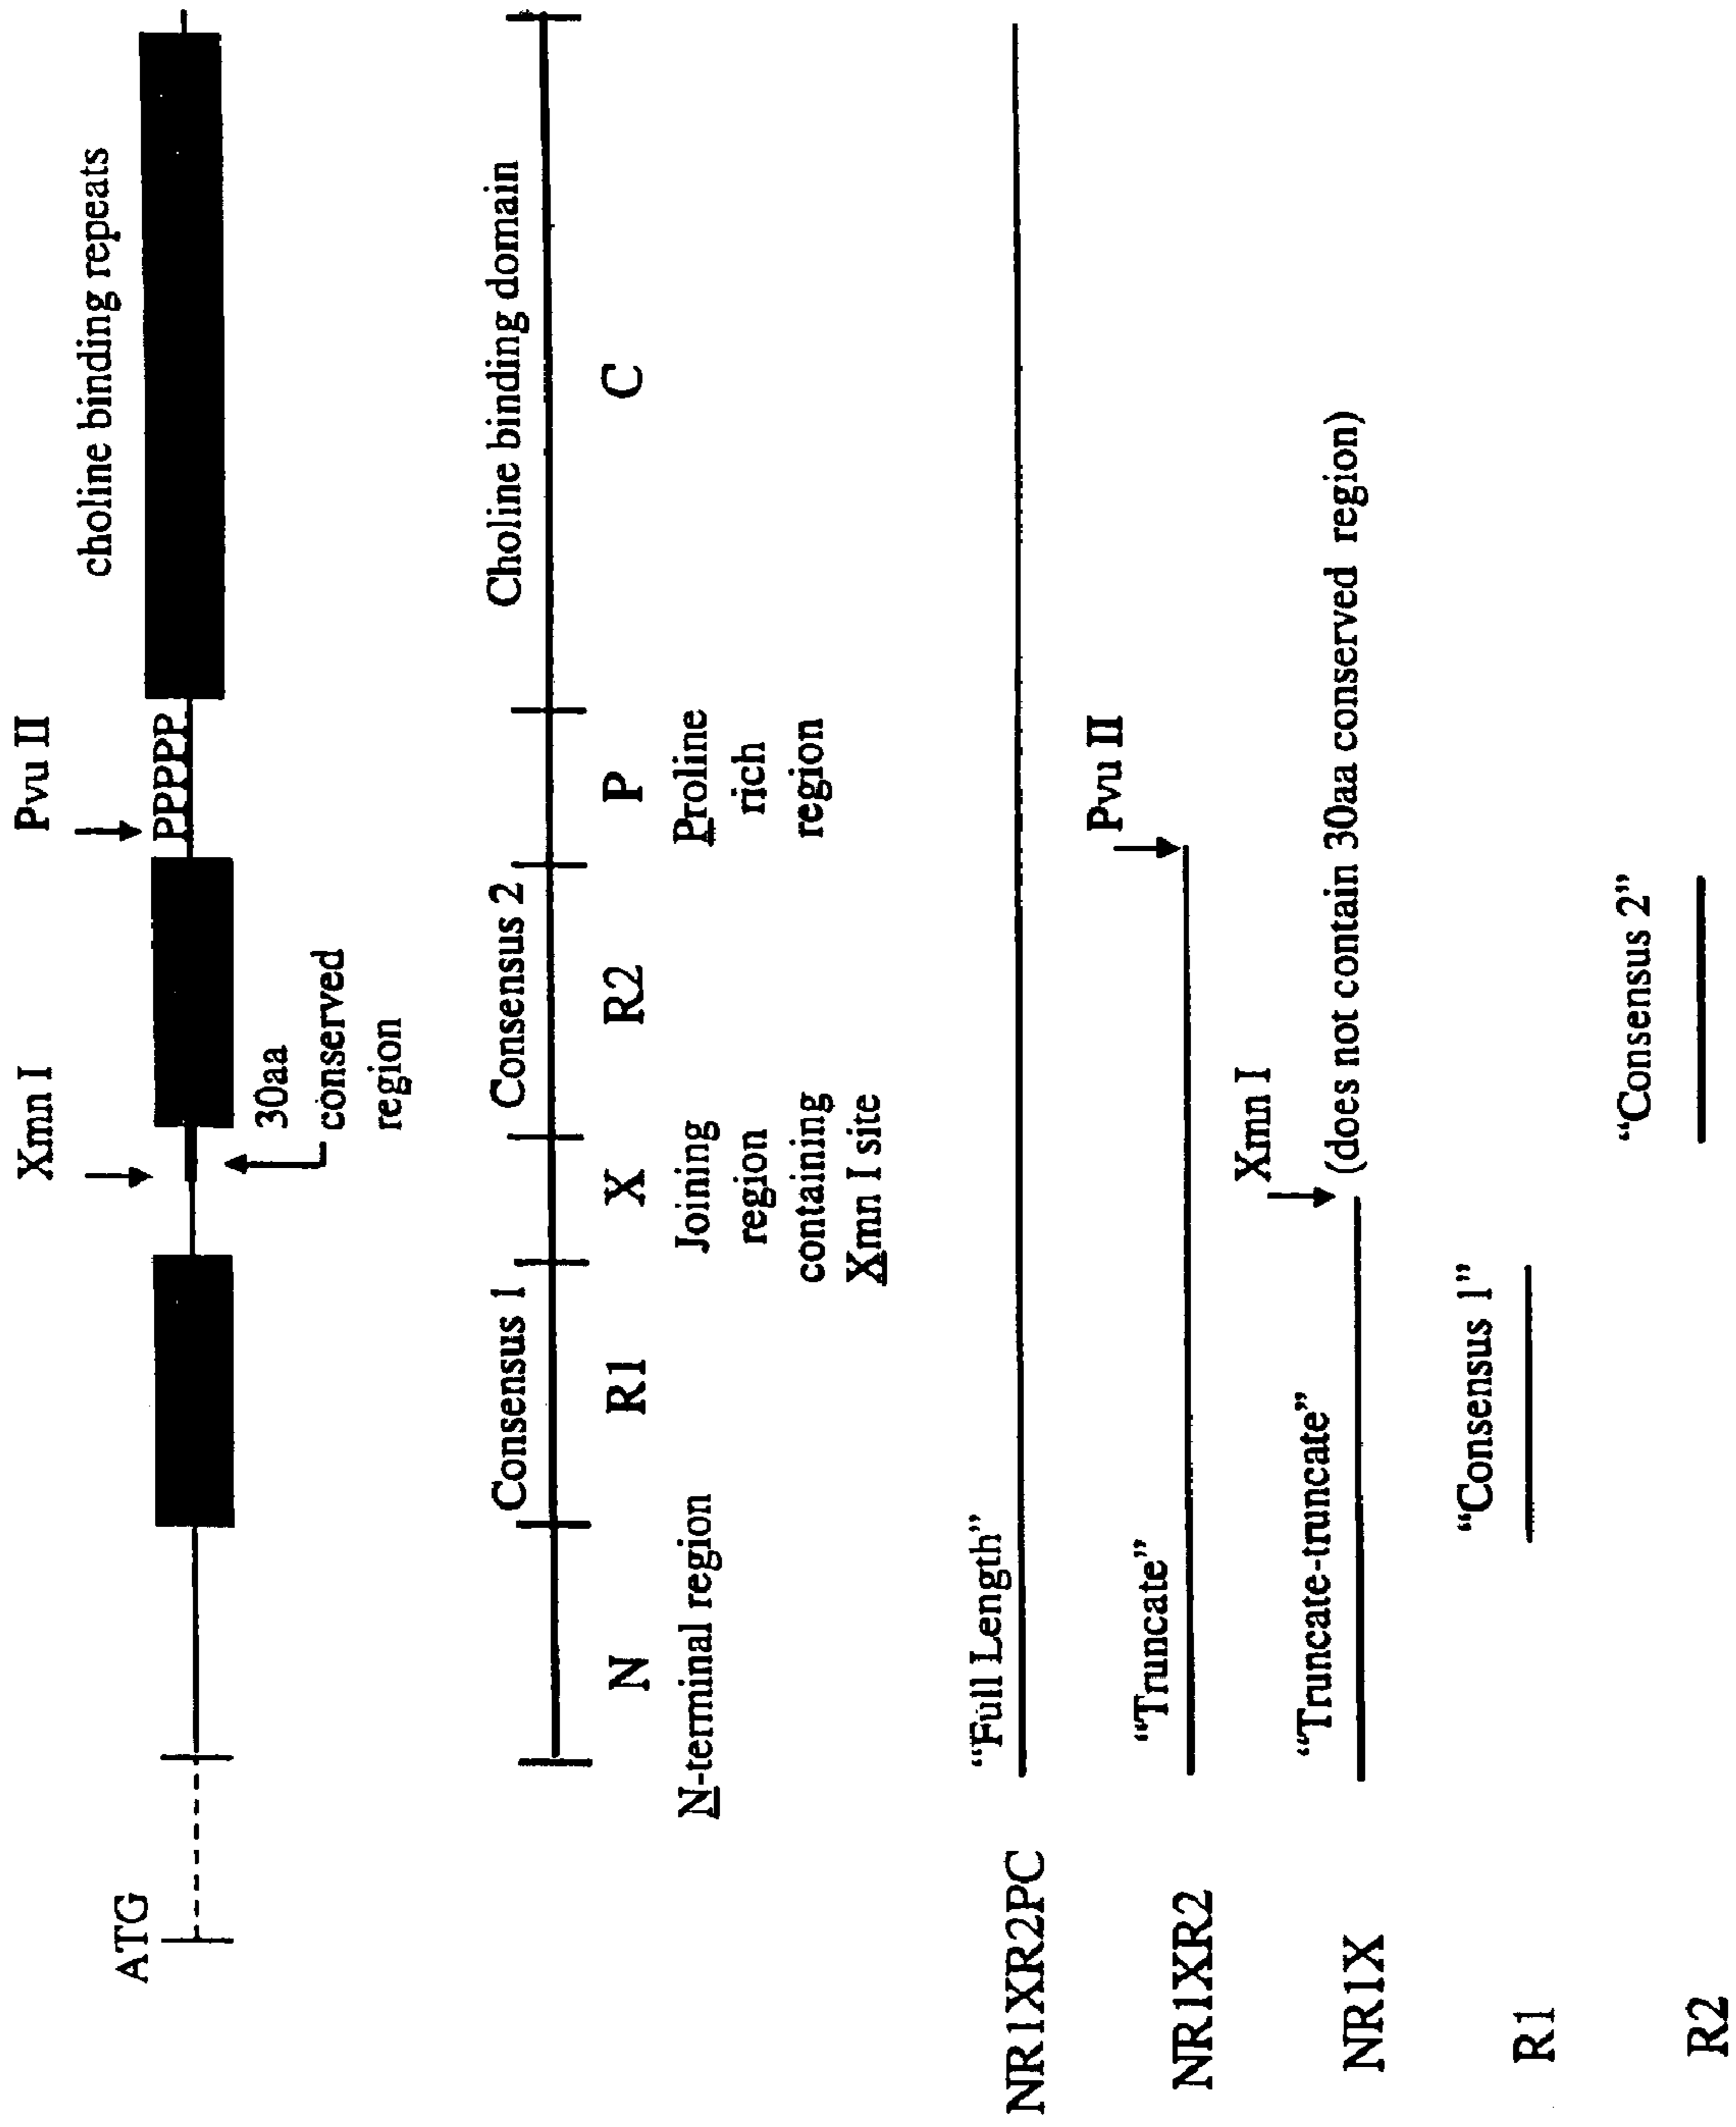 Xmn I
Pvu II
ATG
choline binding repeats
PPPPP
30aa
conserved
region
Consensus 1
Consensus 2
Choline binding domain
N
R1
X
R2
P
C
N-terminal region
Joining
region
containing
Xmn I site
Proline
rich
region
NR1XR2PC
"Full Length"
NR1XR2
"Truncate"
Pvu II
NR1X
"Truncate-truncate"
Xmn I
(does not contain 30aa conserved region)
R1
"Consensus 1"
R2
"Consensus 2"